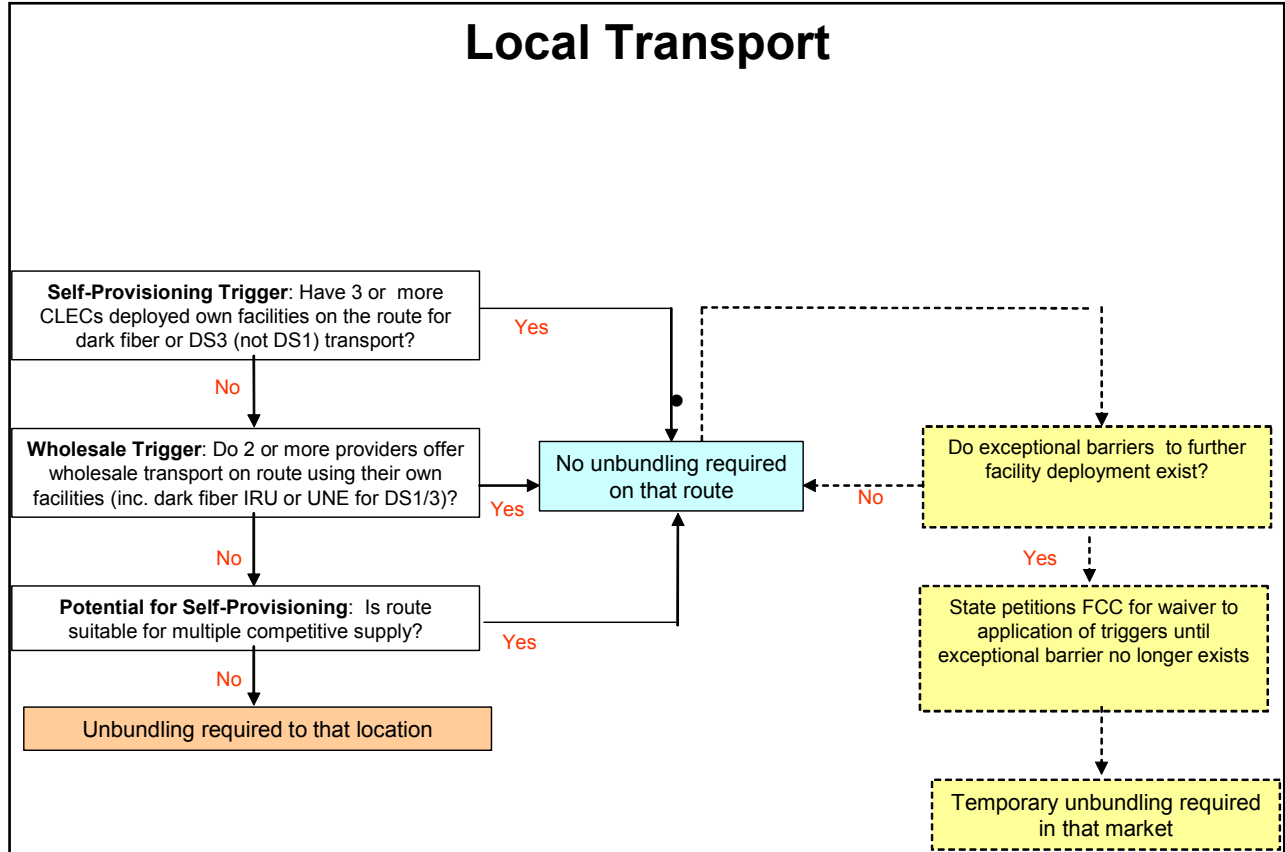 Local Transport
Self-Provisioning Trigger: Have 3 or more
CLECs deployed own facilities on the route for
dark fiber or DS3 (not DS1) transport?
Yes
No
Wholesale Trigger: Do 2 or more providers offer
wholesale transport on route using their own
facilities (inc. dark fiber IRU or UNE for DS1/3)?
Yes
No unbundling required
on that route
Do exceptional barriers to further
facility deployment exist?
No
No
Yes
Potential for Self-Provisioning: Is route
suitable for multiple competitive supply?
Yes
State petitions FCC for waiver to
application of triggers until
exceptional barrier no longer exists
No
Unbundling required to that location
Temporary unbundling required
in that market